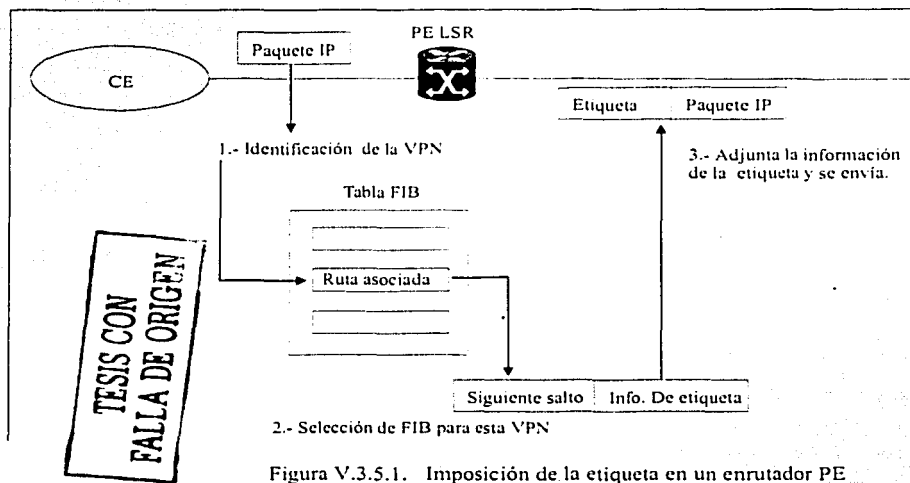 PE LSR
Paquete IP
CE
Etiqueta Paquete IP
1.- Identificación de la VPN
3.- Adjunta la información
de la etiqueta y se envía.
Tabla FIB
Ruta asociada
TESIS CON
FALLA DE ORIGEN
Siguiente salto Info. De etiqueta
2.- Selección de FIB para esta VPN
Figura V.3.5.1. Imposición de la etiqueta en un enrutador PE